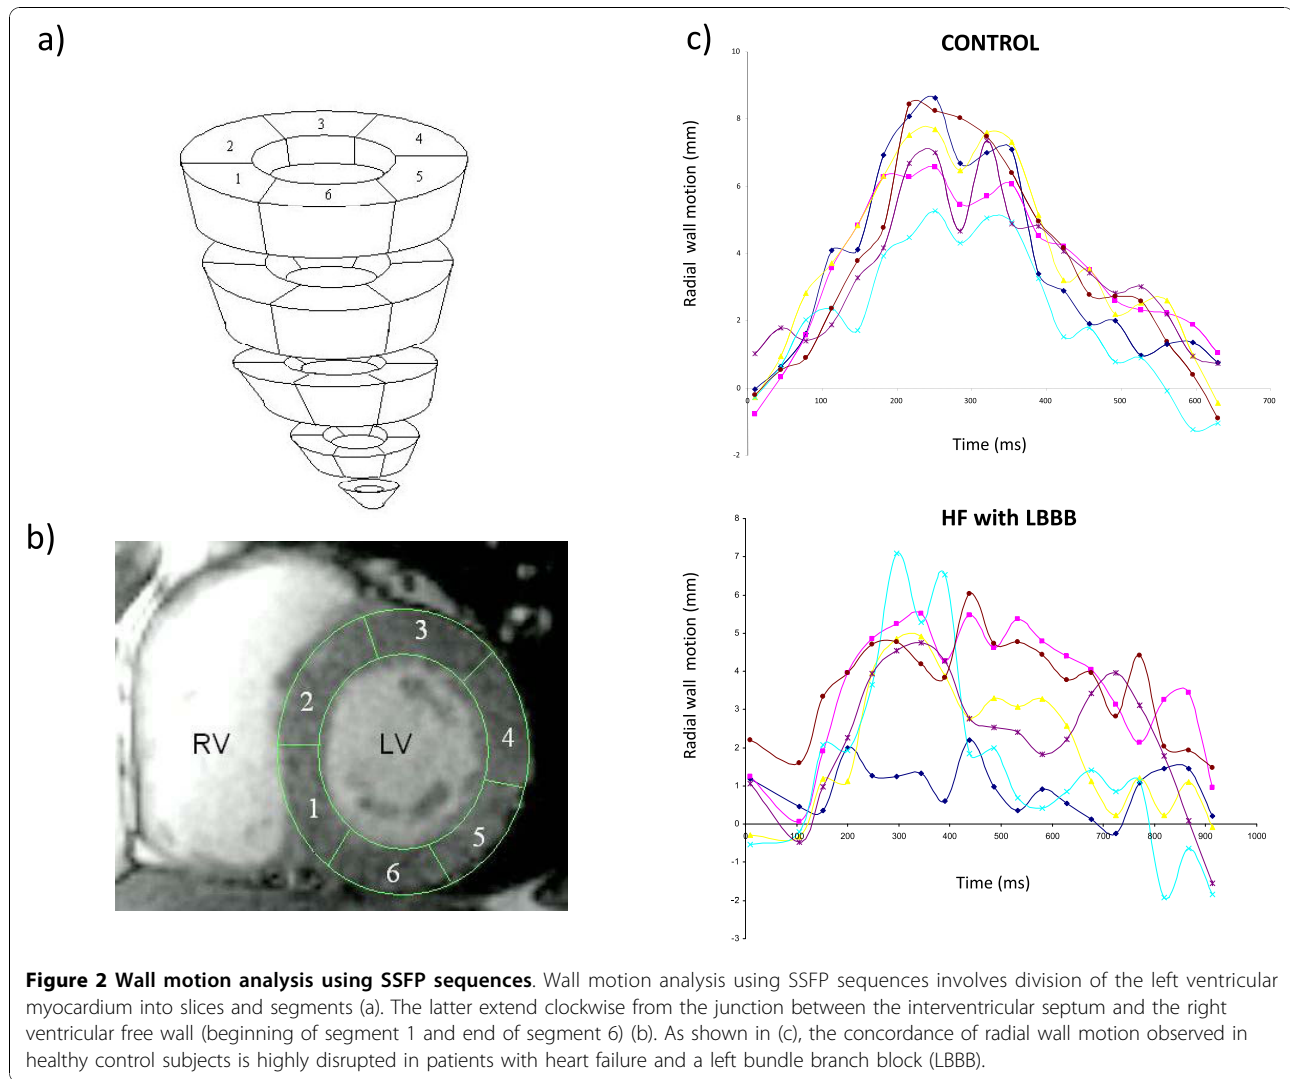 a)
3
2
4
1
5
6
b)
3
2
RV
LV
4
1
5
6
c)
CONTROL
10
8
6
4
2
0
-2
Radial wall motion (mm)
0 100 200 300 400 500 600 700
Time (ms)
HF with LBBB
8
7
6
5
4
3
2
1
0
-1
-2
-3
Radial wall motion (mm)
0 100 200 300 400 500 600 700 800 900 1000
Time (ms)
Figure 2 Wall motion analysis using SSFP sequences. Wall motion analysis using SSFP sequences involves division of the left ventricular
myocardium into slices and segments (a). The latter extend clockwise from the junction between the interventricular septum and the right
ventricular free wall (beginning of segment 1 and end of segment 6) (b). As shown in (c), the concordance of radial wall motion observed in
healthy control subjects is highly disrupted in patients with heart failure and a left bundle branch block (LBBB).